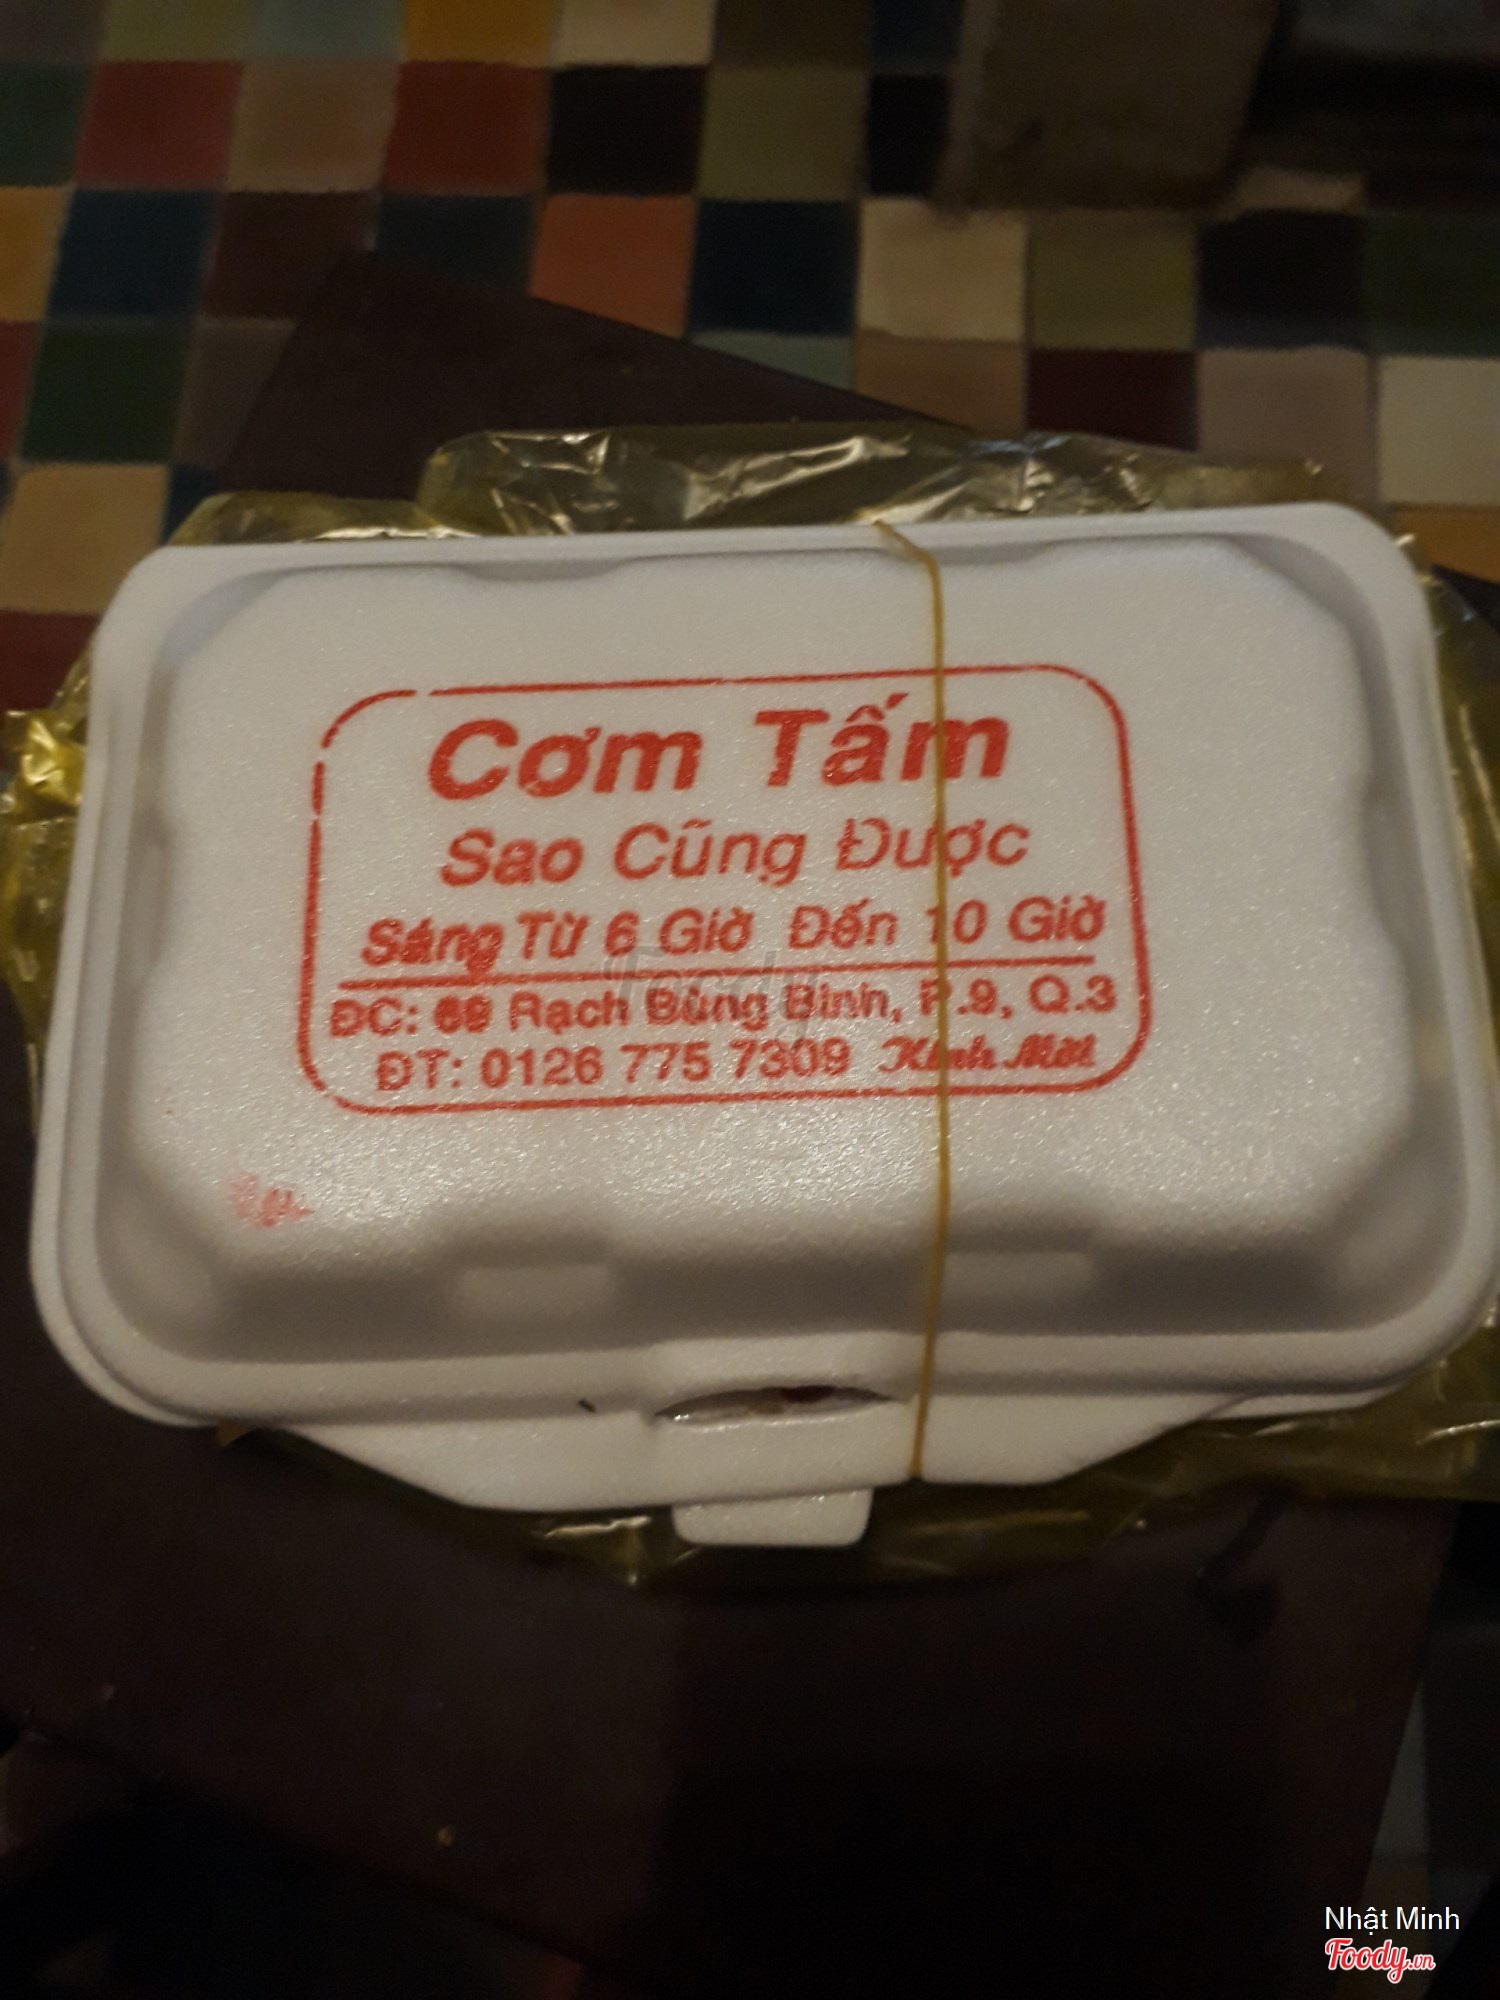 Cơm Tấm
Sao Cũng Được
Sáng Từ 6 Giờ Đến 10 Giờ
ĐC: Rạch Bùng Binh, P.9, Q.3
ĐT: 0126 775 7309 Kính Mời
Foody
Nhật Minh
Foody.vn